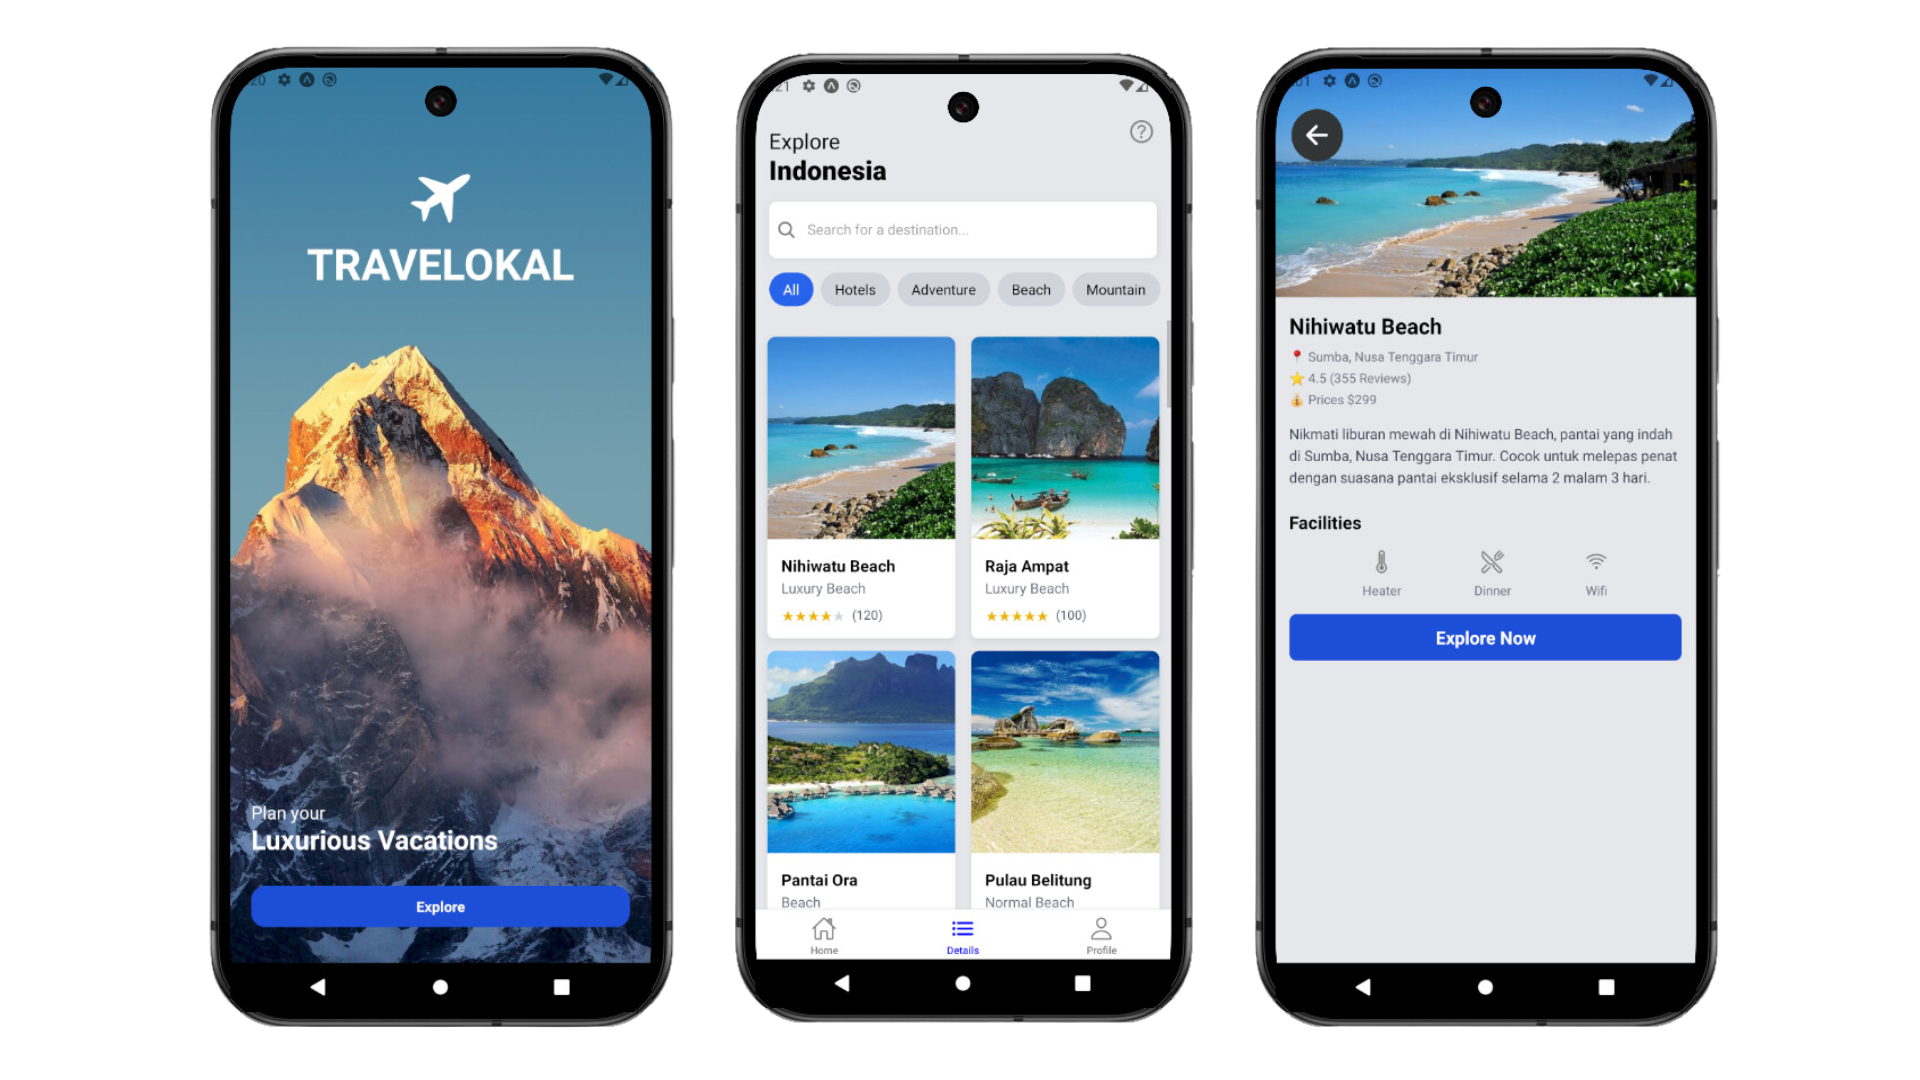 TRAVELOKAL
Plan your
Luxurious Vacations
Explore
Explore
Indonesia
Search for a destination...
All
Hotels
Adventure
Beach
Mountain
Nihiwatu Beach
Luxury Beach
(120)
Raja Ampat
Luxury Beach
(100)
Pantai Ora
Beach
Pulau Belitung
Normal Beach
Home
Details
Profile
Nihiwatu Beach
Sumba, Nusa Tenggara Timur
4.5 (355 Reviews)
Prices $299
Nikmati liburan mewah di Nihiwatu Beach, pantai yang indah
di Sumba, Nusa Tenggara Timur. Cocok untuk melepas penat
dengan suasana pantai eksklusif selama 2 malam 3 hari.
Facilities
Heater
Dinner
Wifi
Explore Now